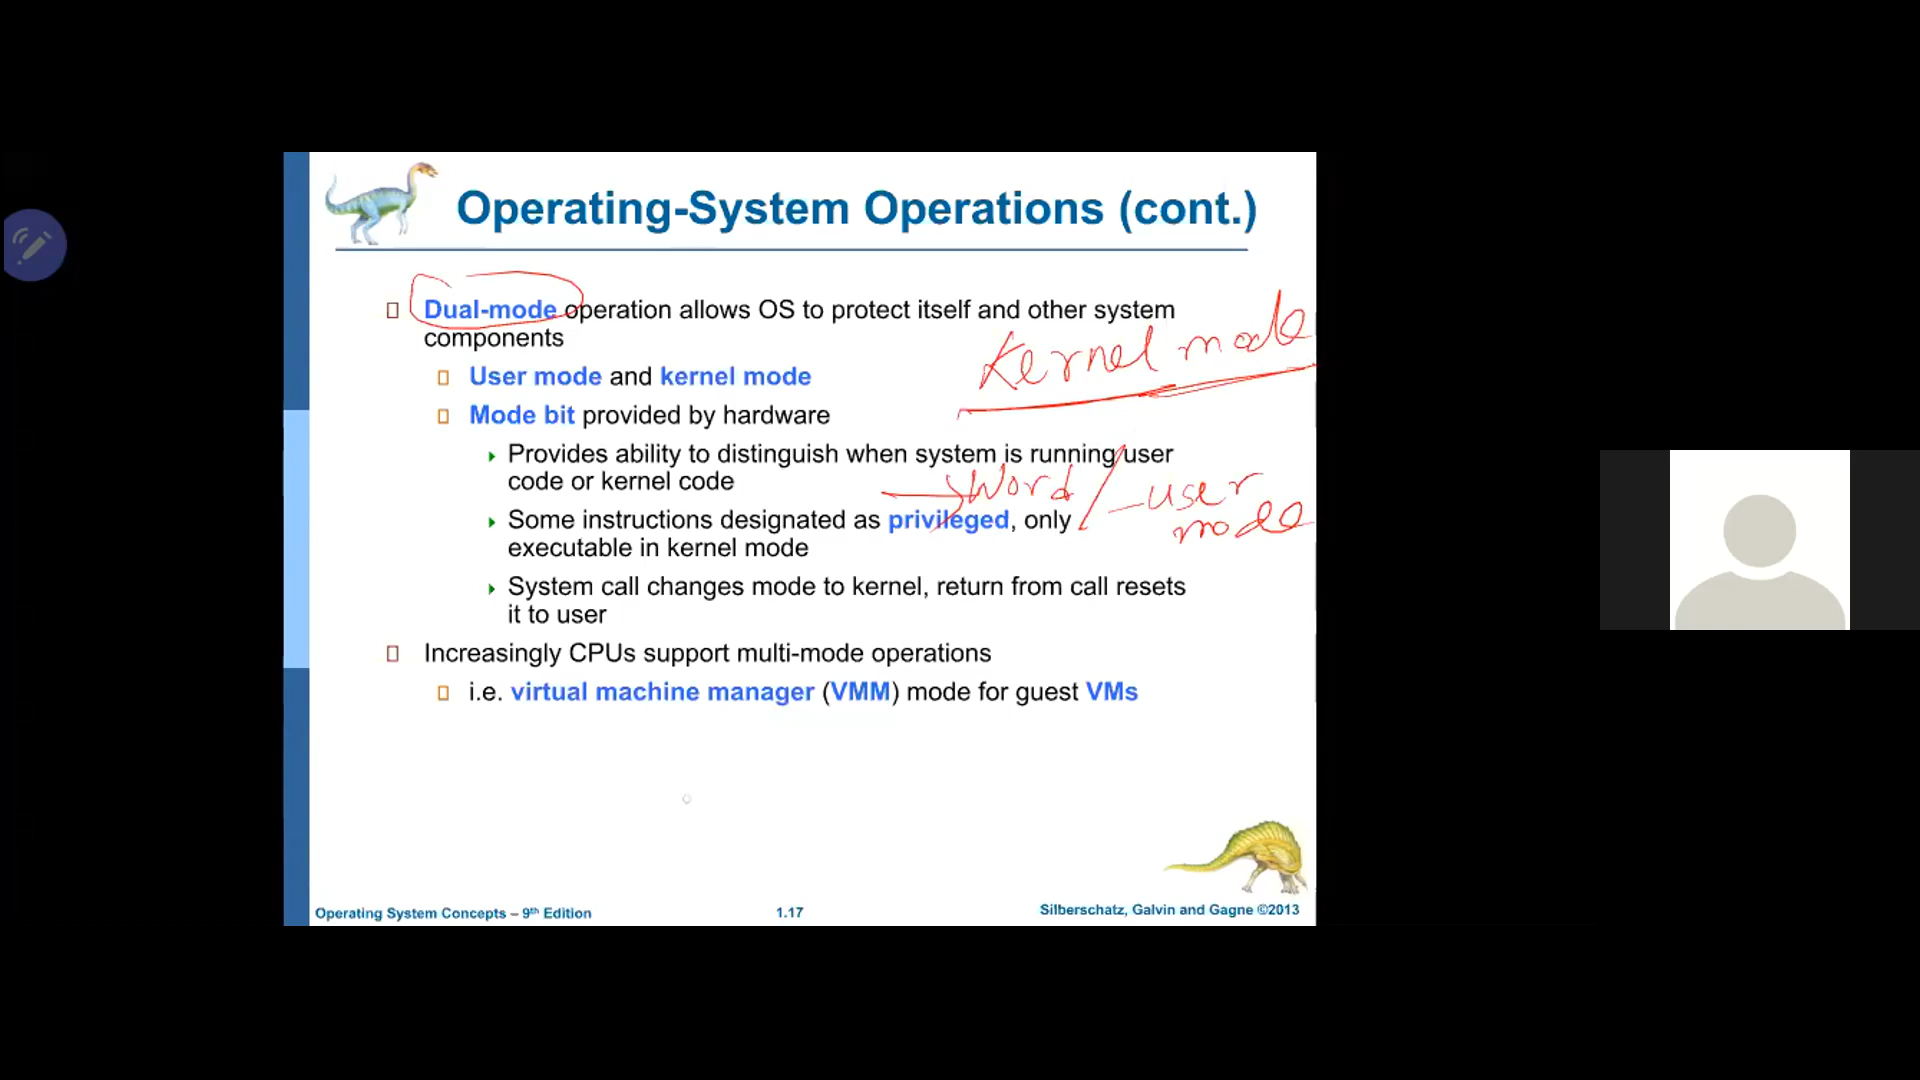 Operating-System Operations (cont.)
Dual-mode operation allows OS to protect itself and other system
components
Kernel mode
User mode and kernel mode
Mode bit provided by hardware
Provides ability to distinguish when system is running user
code or kernel code
Word
user
mode
Some instructions designated as privileged, only
executable in kernel mode
System call changes mode to kernel, return from call resets
it to user
Increasingly CPUs support multi-mode operations
i.e. virtual machine manager (VMM) mode for guest VMs
Operating System Concepts – 9th Edition
1.17
Silberschatz, Galvin and Gagne ©2013